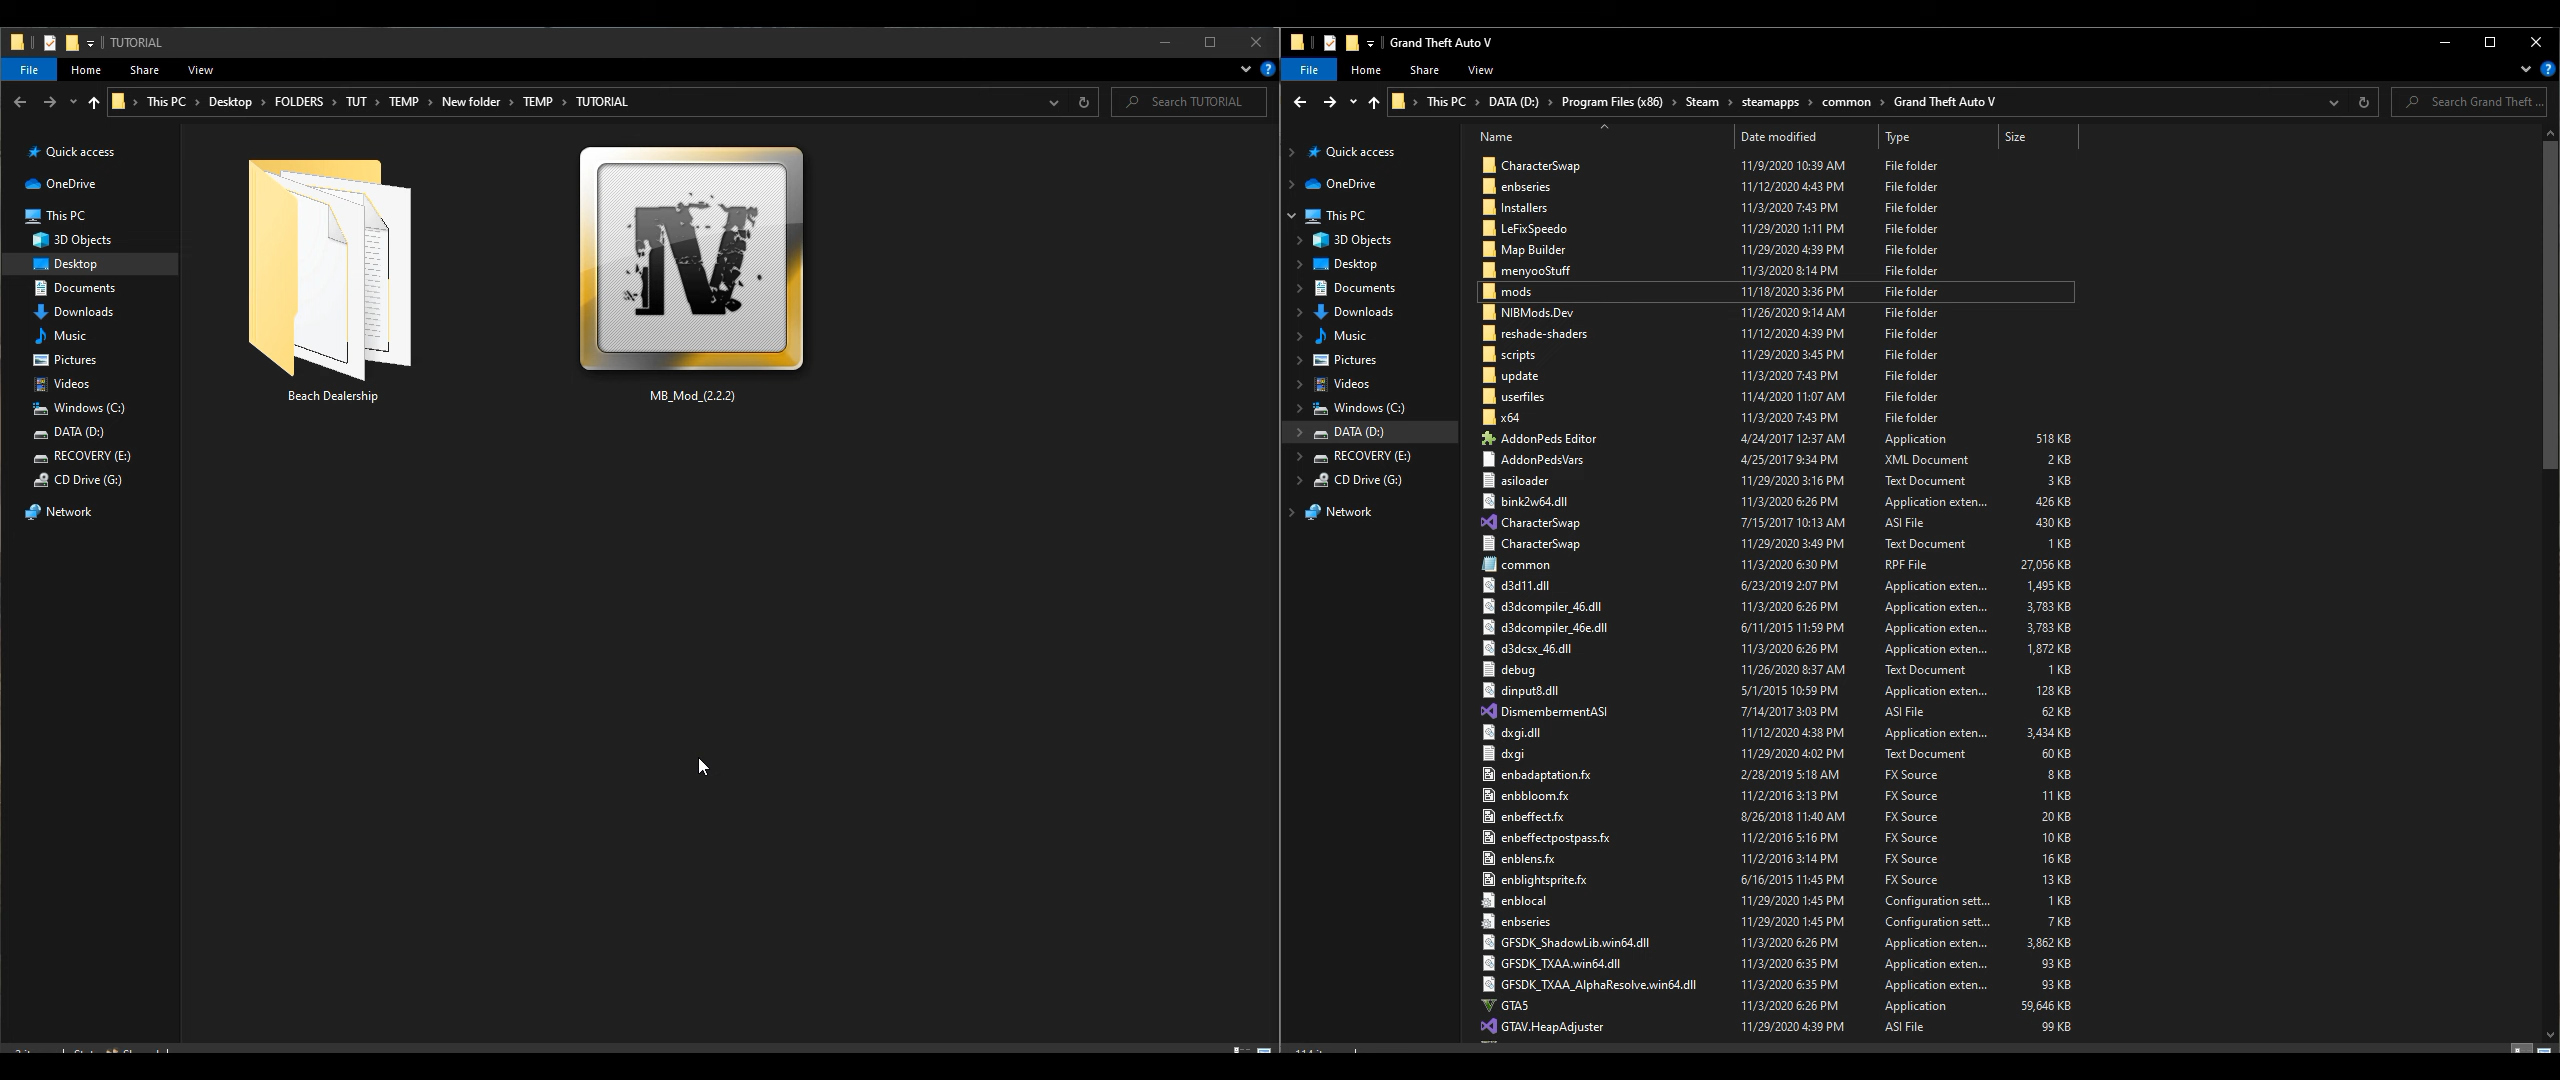 TUTORIAL
File Home Share View
This PC Desktop FOLDERS TUT TEMP New folder TEMP TUTORIAL
Search TUTORIAL
Quick access
OneDrive
This PC
3D Objects
Desktop
Documents
Downloads
Music
Pictures
Videos
Windows (C:)
DATA (D:)
RECOVERY (E:)
CD Drive (G:)
Network
IV
Beach Dealership
MB_Mod_(2.2.2)
Grand Theft Auto V
File Home Share View
This PC DATA (D:) Program Files (x86) Steam steamapps common Grand Theft Auto V
Search Grand Theft ...
Quick access
OneDrive
This PC
3D Objects
Desktop
Documents
Downloads
Music
Pictures
Videos
Windows (C:)
DATA (D:)
RECOVERY (E:)
CD Drive (G:)
Network
Name Date modified Type Size
CharacterSwap 11/9/2020 10:39 AM File folder
enbseries 11/12/2020 4:43 PM File folder
Installers 11/3/2020 7:43 PM File folder
LeFixSpeedo 11/29/2020 1:11 PM File folder
Map Builder 11/29/2020 4:39 PM File folder
menyooStuff 11/3/2020 8:14 PM File folder
mods 11/18/2020 3:36 PM File folder
NIBMods.Dev 11/26/2020 9:14 AM File folder
reshade-shaders 11/12/2020 4:39 PM File folder
scripts 11/29/2020 3:45 PM File folder
update 11/3/2020 7:43 PM File folder
userfiles 11/4/2020 11:07 AM File folder
x64 11/3/2020 7:43 PM File folder
AddonPeds Editor 4/24/2017 12:37 AM Application 518 KB
AddonPedsVars 4/25/2017 9:34 PM XML Document 2 KB
asiloader 11/29/2020 3:16 PM Text Document 3 KB
bink2w64.dll 11/3/2020 6:26 PM Application exten... 426 KB
CharacterSwap 7/15/2017 10:13 AM ASI File 430 KB
CharacterSwap 11/29/2020 3:49 PM Text Document 1 KB
common 11/3/2020 6:30 PM RPF File 27,056 KB
d3d11.dll 6/23/2019 2:07 PM Application exten... 1,495 KB
d3dcompiler_46.dll 11/3/2020 6:26 PM Application exten... 3,783 KB
d3dcompiler_46e.dll 6/11/2015 11:59 PM Application exten... 3,783 KB
d3dcsx_46.dll 11/3/2020 6:26 PM Application exten... 1,872 KB
debug 11/26/2020 8:37 AM Text Document 1 KB
dinput8.dll 5/1/2015 10:59 PM Application exten... 128 KB
DismembermentASI 7/14/2017 3:03 PM ASI File 62 KB
dxgi.dll 11/12/2020 4:38 PM Application exten... 3,434 KB
dxgi 11/29/2020 4:02 PM Text Document 60 KB
enbadaptation.fx 2/28/2019 5:18 AM FX Source 8 KB
enbbloom.fx 11/2/2016 3:13 PM FX Source 11 KB
enbeffect.fx 8/26/2018 11:40 AM FX Source 20 KB
enbeffectpostpass.fx 11/2/2016 5:16 PM FX Source 10 KB
enblens.fx 11/2/2016 3:14 PM FX Source 16 KB
enblightsprite.fx 6/16/2015 11:45 PM FX Source 13 KB
enblocal 11/29/2020 1:45 PM Configuration sett... 1 KB
enbseries 11/29/2020 1:45 PM Configuration sett... 7 KB
GFSDK_ShadowLib.win64.dll 11/3/2020 6:26 PM Application exten... 3,862 KB
GFSDK_TXAA.win64.dll 11/3/2020 6:35 PM Application exten... 93 KB
GFSDK_TXAA_AlphaResolve.win64.dll 11/3/2020 6:35 PM Application exten... 93 KB
GTA5 11/3/2020 6:26 PM Application 59,646 KB
GTAV.HeapAdjuster 11/29/2020 4:39 PM ASI File 99 KB